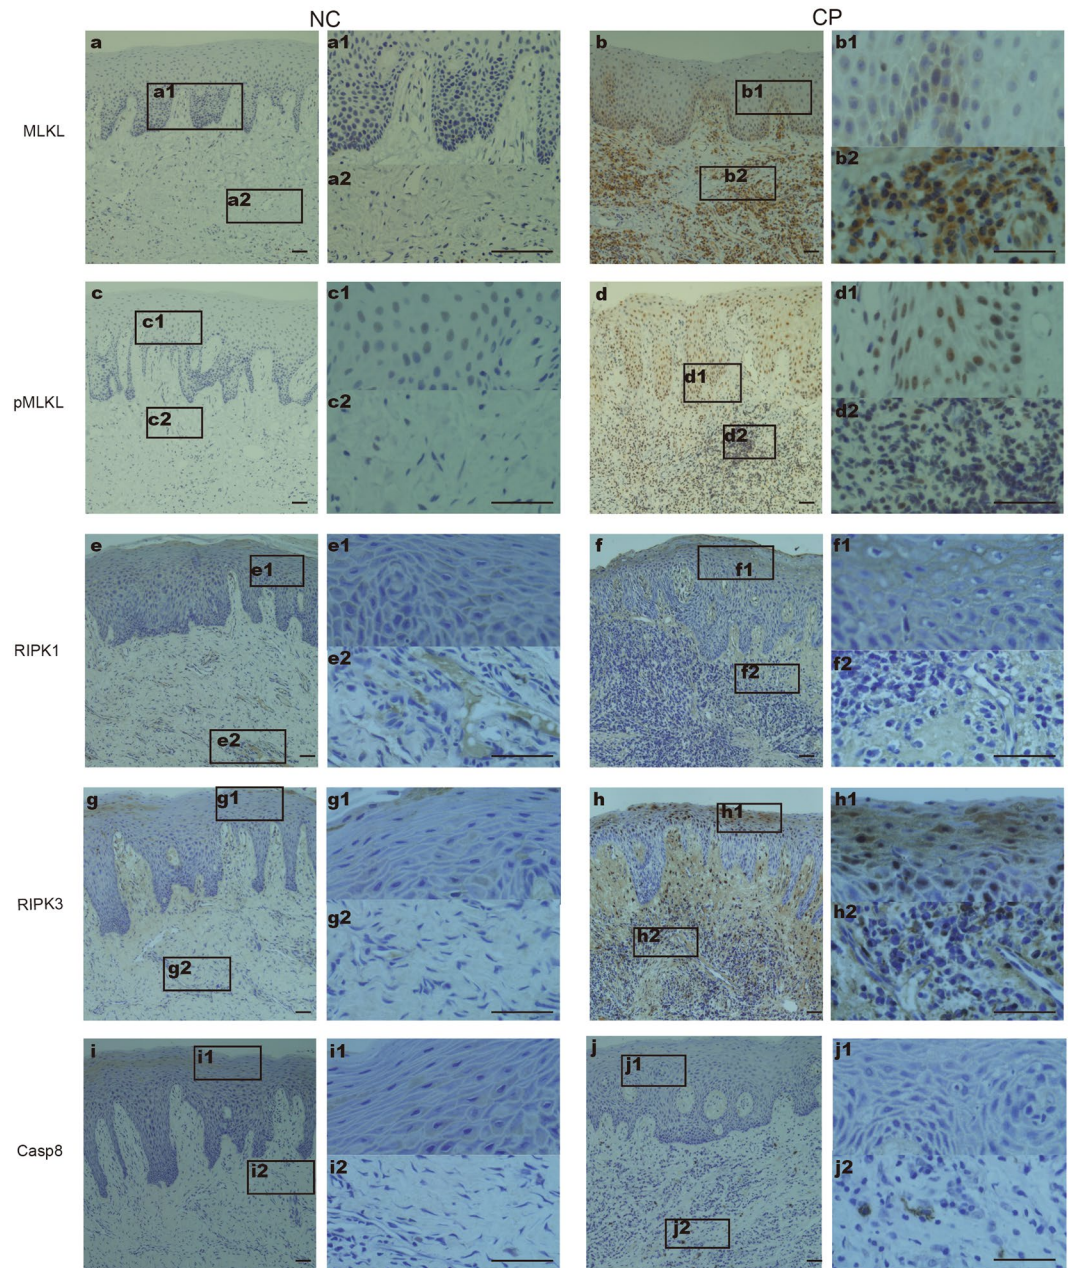 NC
CP
MLKL
a
a1
a1
a2
a2
b
b1
b1
b2
b2
pMLKL
c
c1
c1
c2
c2
d
d1
d1
d2
d2
RIPK1
e
e1
e1
e2
e2
f
f1
f1
f2
f2
RIPK3
g
g1
g1
g2
g2
h
h1
h1
h2
h2
Casp8
i
i1
i1
i2
i2
j
j1
j1
j2
j2